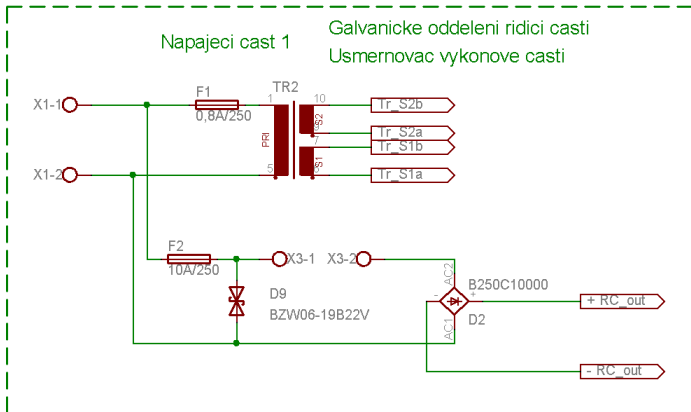 Napajeci cast 1
Galvanicke oddeleni ridici casti
Usmernovac vykonove casti
F1
TR2
X1-1
0,8A/250
1
10
Tr_S2b
PRI
S2
Tr_S2a
7
Tr_S1b
X1-2
5
S1
Tr_S1a
F2
10A/250
X3-1
X3-2
D9
BZW06-19B22V
AC2
B250C10000
-
+
+ RC_out
D2
AC1
- RC_out